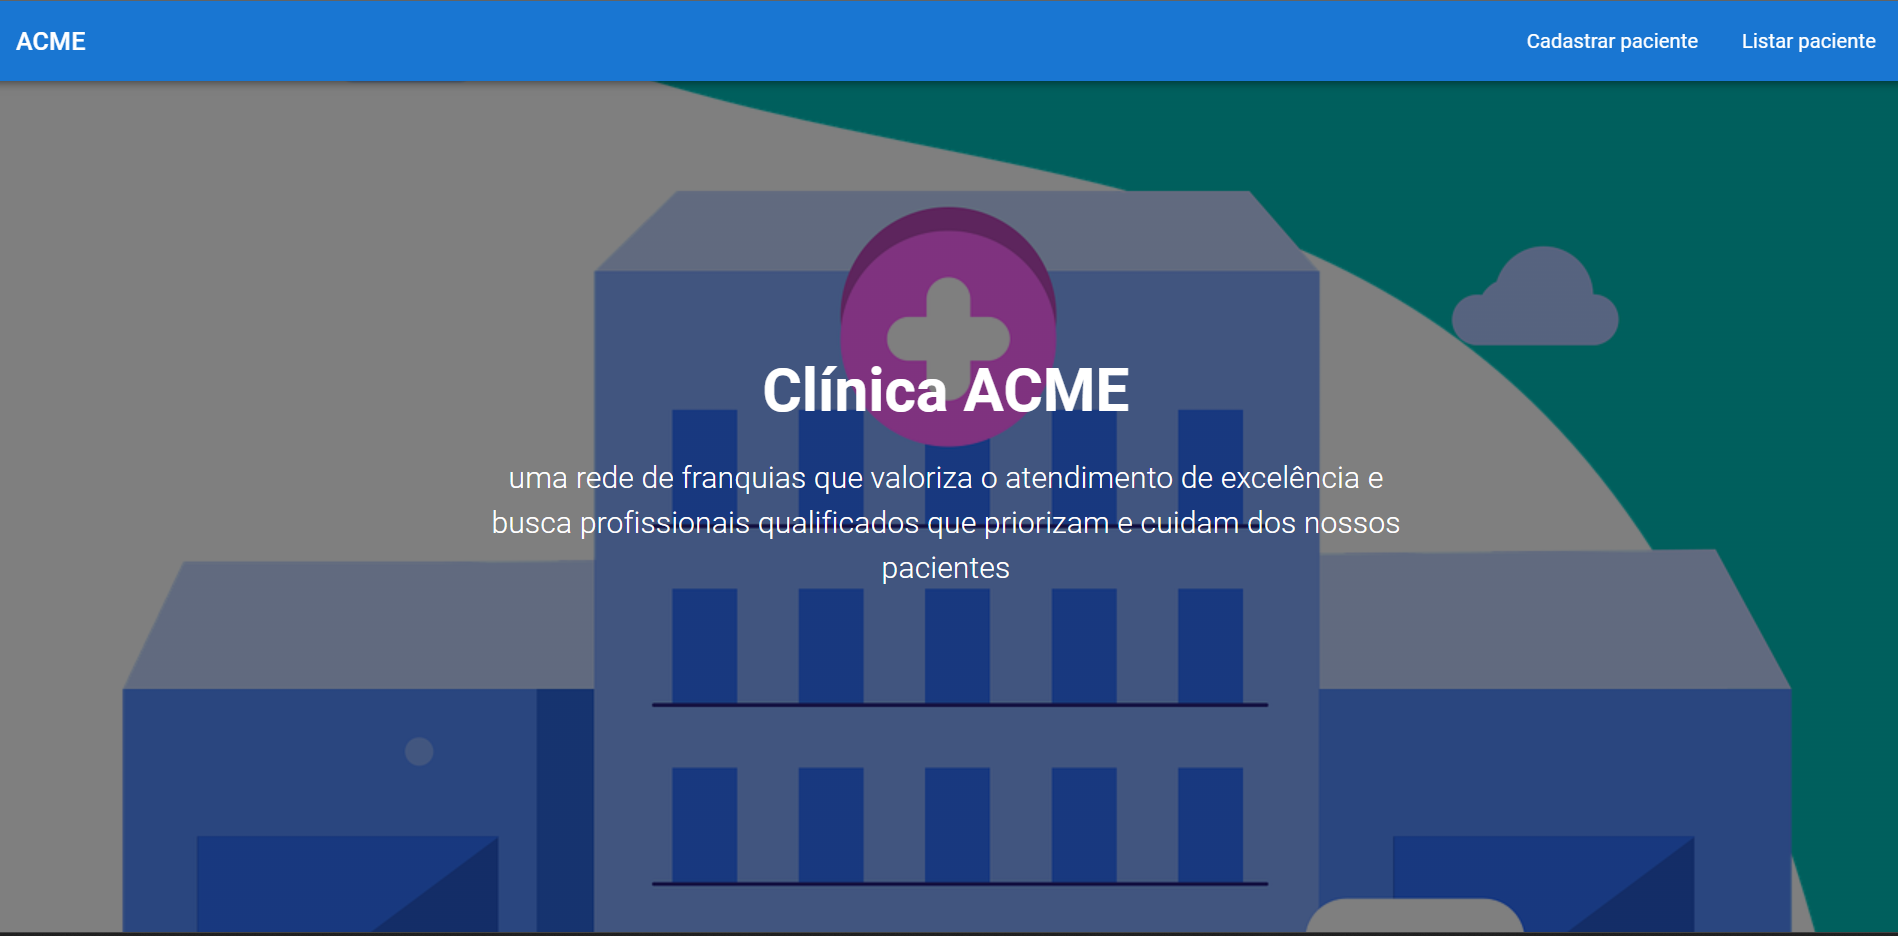 ACME
Cadastrar paciente
Listar paciente
Clínica ACME
uma rede de franquias que valoriza o atendimento de excelência e
busca profissionais qualificados que priorizam e cuidam dos nossos
pacientes